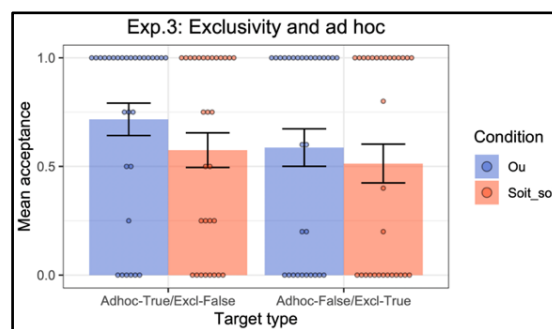 Exp.3: Exclusivity and ad hoc
Mean acceptance
1.0
0.5
0.0
Adhoc-True/Excl-False
Adhoc-False/Excl-True
Target type
Condition
Ou
Soit_so